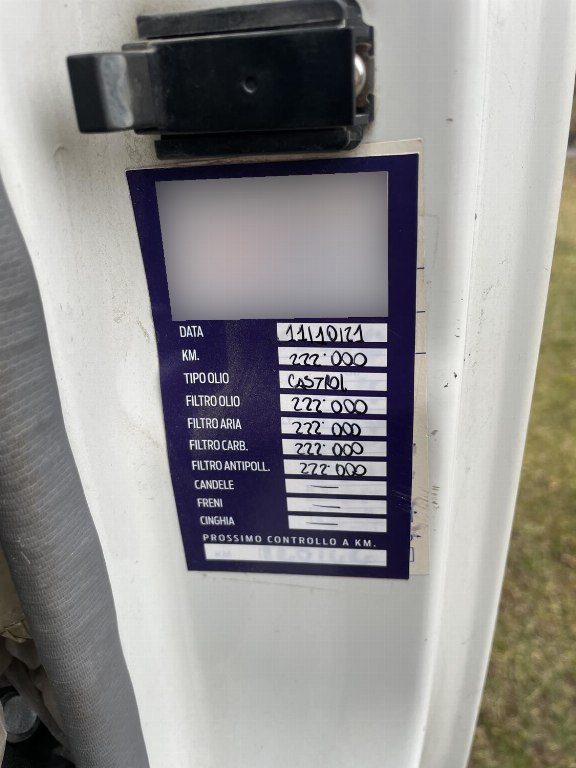 DATA 11/10/21
KM. 222.000
TIPO OLIO CASTROL
FILTRO OLIO 222.000
FILTRO ARIA 222.000
FILTRO CARB. 222.000
FILTRO ANTIPOLL. 222.000
CANDELE —
FRENI —
CINGHIA —
PROSSIMO CONTROLLO A KM.
KM.